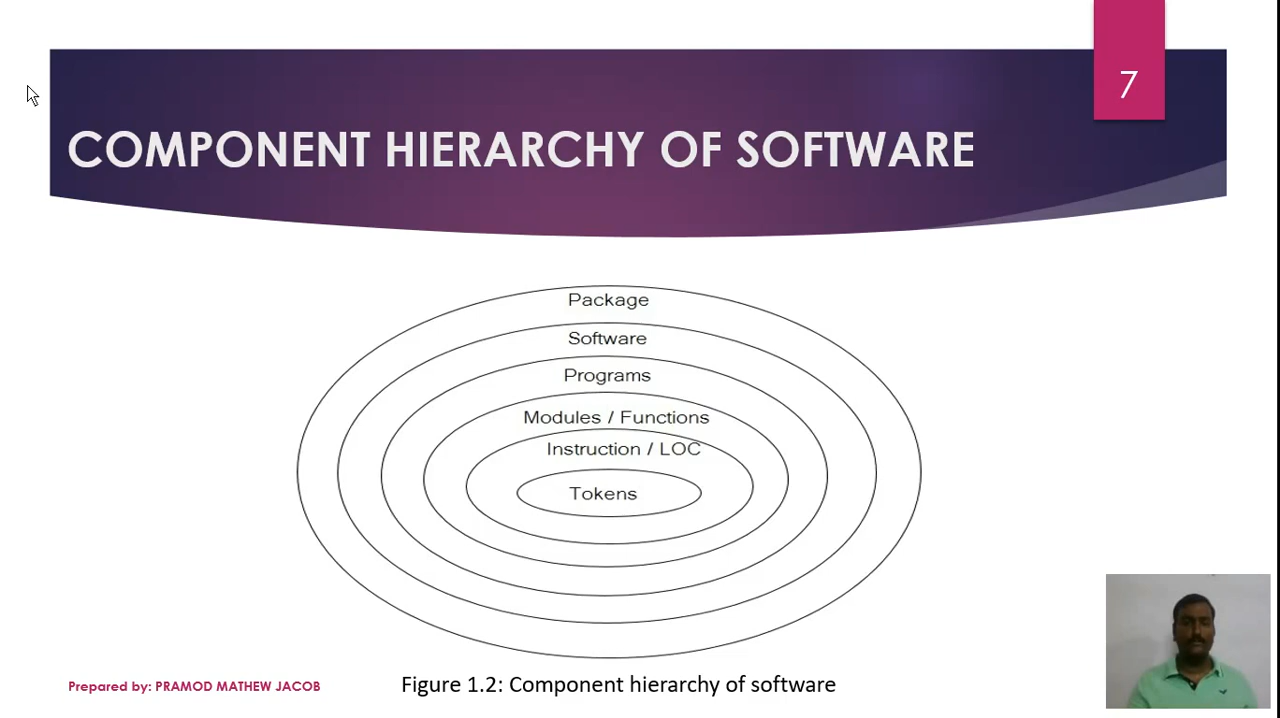 7
COMPONENT HIERARCHY OF SOFTWARE
Package
Software
Programs
Modules / Functions
Instruction / LOC
Tokens
Prepared by: PRAMOD MATHEW JACOB
Figure 1.2: Component hierarchy of software